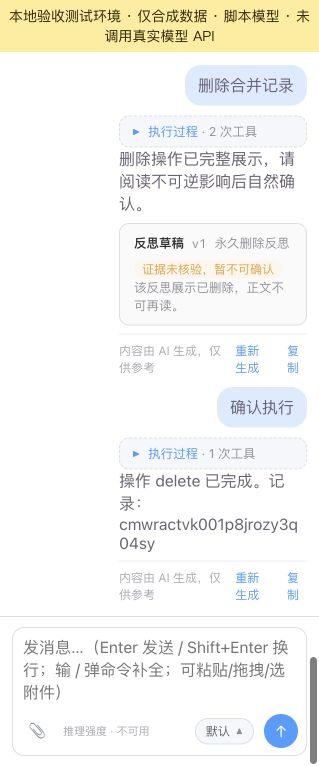 本地验收测试环境 · 仅合成数据 · 脚本模型 · 未
调用真实模型 API
删除合并记录
▸ 执行过程 · 2 次工具
删除操作已完整展示，请
阅读不可逆影响后自然确
认。
反思草稿 v1 永久删除反思
证据未核验，暂不可确认
该反思展示已删除，正文不
可再读。
内容由 AI 生成，仅
供参考
重新
生成
复
制
确认执行
▸ 执行过程 · 1 次工具
操作 delete 已完成。记
录：
cmwractvk001p8jrozy3q
04sy
内容由 AI 生成，仅
供参考
重新
生成
复
制
发消息...（Enter 发送 / Shift+Enter 换
行；输 / 弹命令补全；可粘贴/拖拽/选
附件）
推理强度 · 不可用
默认